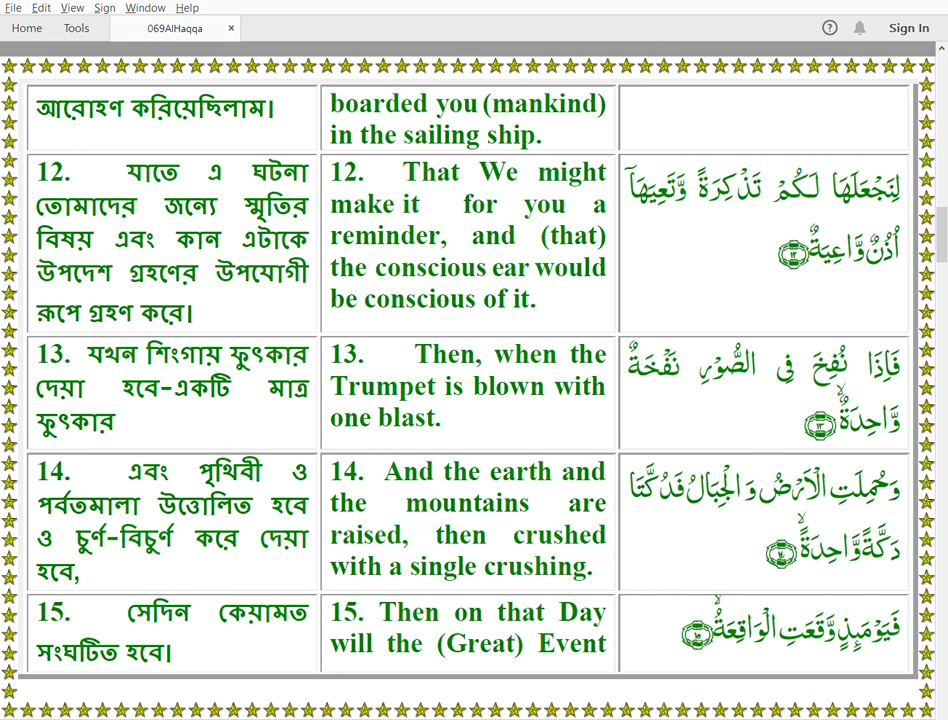 File Edit View Sign Window Help
Home Tools 069AlHaqqa × ? Sign In
আরোহণ করিয়েছিলাম।
boarded you (mankind)
in the sailing ship.
12. যাতে এ ঘটনা
তোমাদের জন্যে স্মৃতির
বিষয় এবং কান এটাকে
উপদেশ গ্রহণের উপযোগী
রূপে গ্রহণ করে।
12. That We might
make it for you a
reminder, and (that)
the conscious ear would
be conscious of it.
لِنَجْعَلَهَا لَكُمْ تَذْكِرَةً وَّتَعِيَهَآ
اُذُنٌ وَّاعِيَةٌ ﴿۱۲﴾
13. যখন শিংগায় ফুৎকার
দেয়া হবে-একটি মাত্র
ফুৎকার
13. Then, when the
Trumpet is blown with
one blast.
فَاِذَا نُفِخَ فِى الصُّوْرِ نَفْخَةٌ
وَّاحِدَةٌ ۙ ﴿۱۳﴾
14. এবং পৃথিবী ও
পর্বতমালা উত্তোলিত হবে
ও চুর্ণ-বিচুর্ণ করে দেয়া
হবে,
14. And the earth and
the mountains are
raised, then crushed
with a single crushing.
وَحُمِلَتِ الْاَرْضُ وَ الْجِبَالُ فَدُكَّتَا
دَكَّةً وَّاحِدَةً ۙ ﴿۱۴﴾
15. সেদিন কেয়ামত
সংঘটিত হবে।
15. Then on that Day
will the (Great) Event
فَيَوْمَئِذٍ وَّقَعَتِ الْوَاقِعَةُ ۙ ﴿۱۵﴾